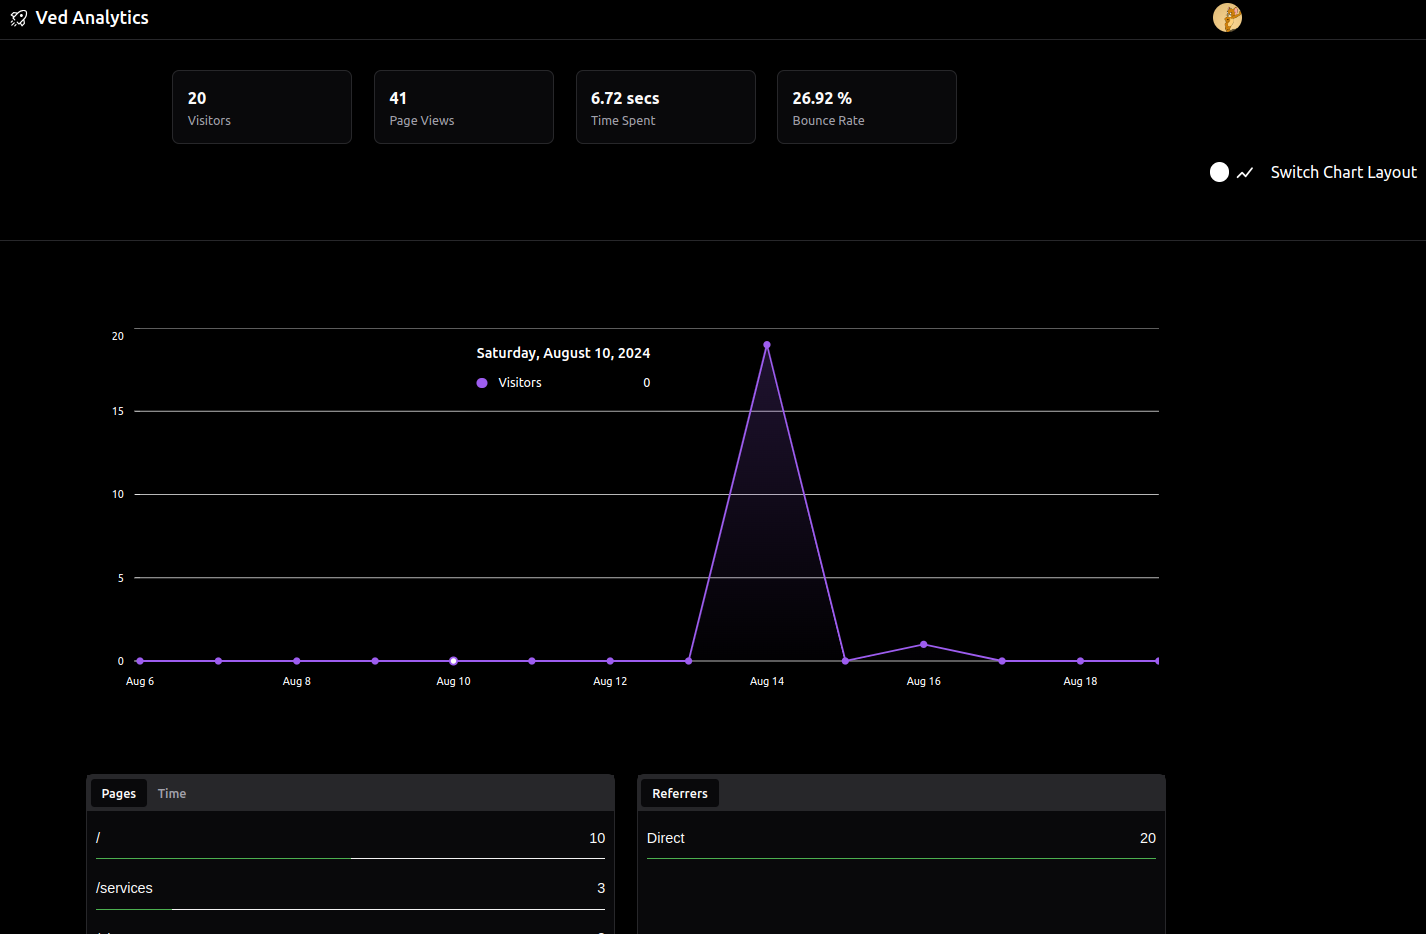 Ved Analytics
20
Visitors
41
Page Views
6.72 secs
Time Spent
26.92 %
Bounce Rate
Switch Chart Layout
20
15
10
5
0
Saturday, August 10, 2024
Visitors 0
Aug 6 Aug 8 Aug 10 Aug 12 Aug 14 Aug 16 Aug 18
Pages Time
/ 10
/services 3
Referrers
Direct 20